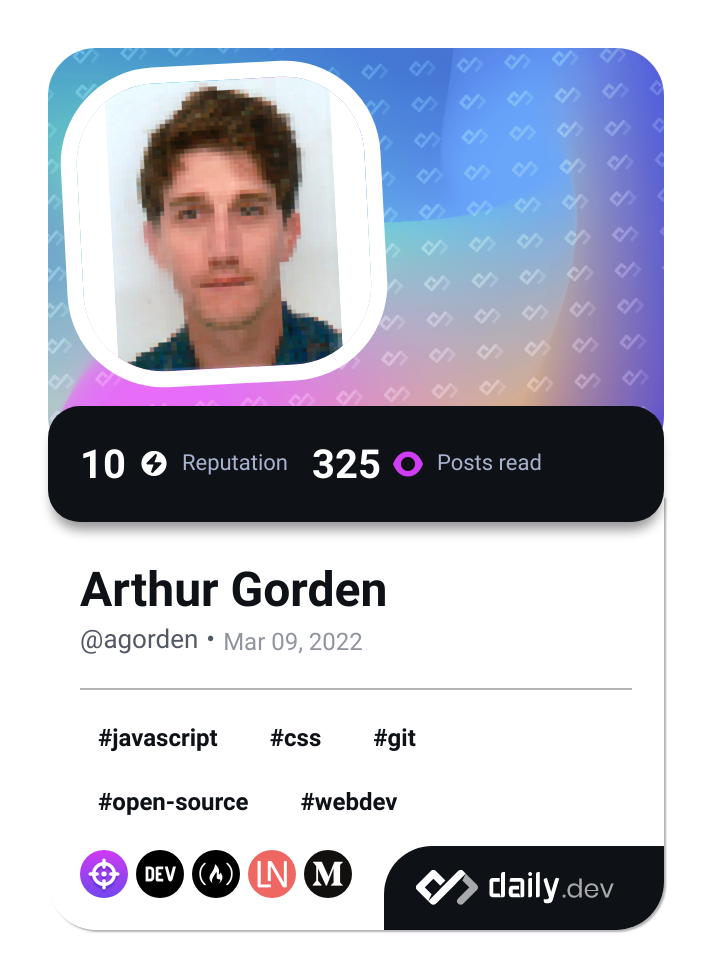 10 Reputation 325 Posts read
Arthur Gorden
@agorden • Mar 09, 2022
#javascript #css #git
#open-source #webdev
DEV LN M
daily.dev